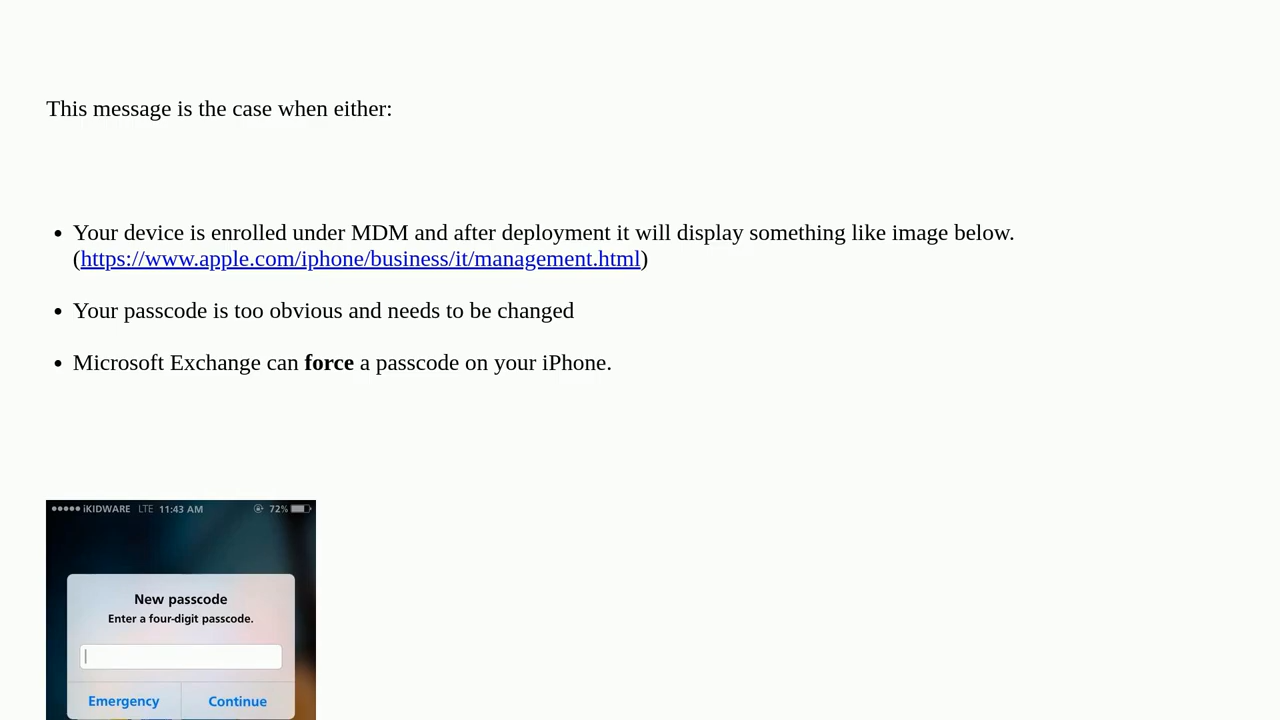 This message is the case when either:
• Your device is enrolled under MDM and after deployment it will display something like image below.
(https://www.apple.com/iphone/business/it/management.html)
• Your passcode is too obvious and needs to be changed
• Microsoft Exchange can force a passcode on your iPhone.
iKIDWARE LTE 11:43 AM 72%
New passcode
Enter a four-digit passcode.
Emergency Continue